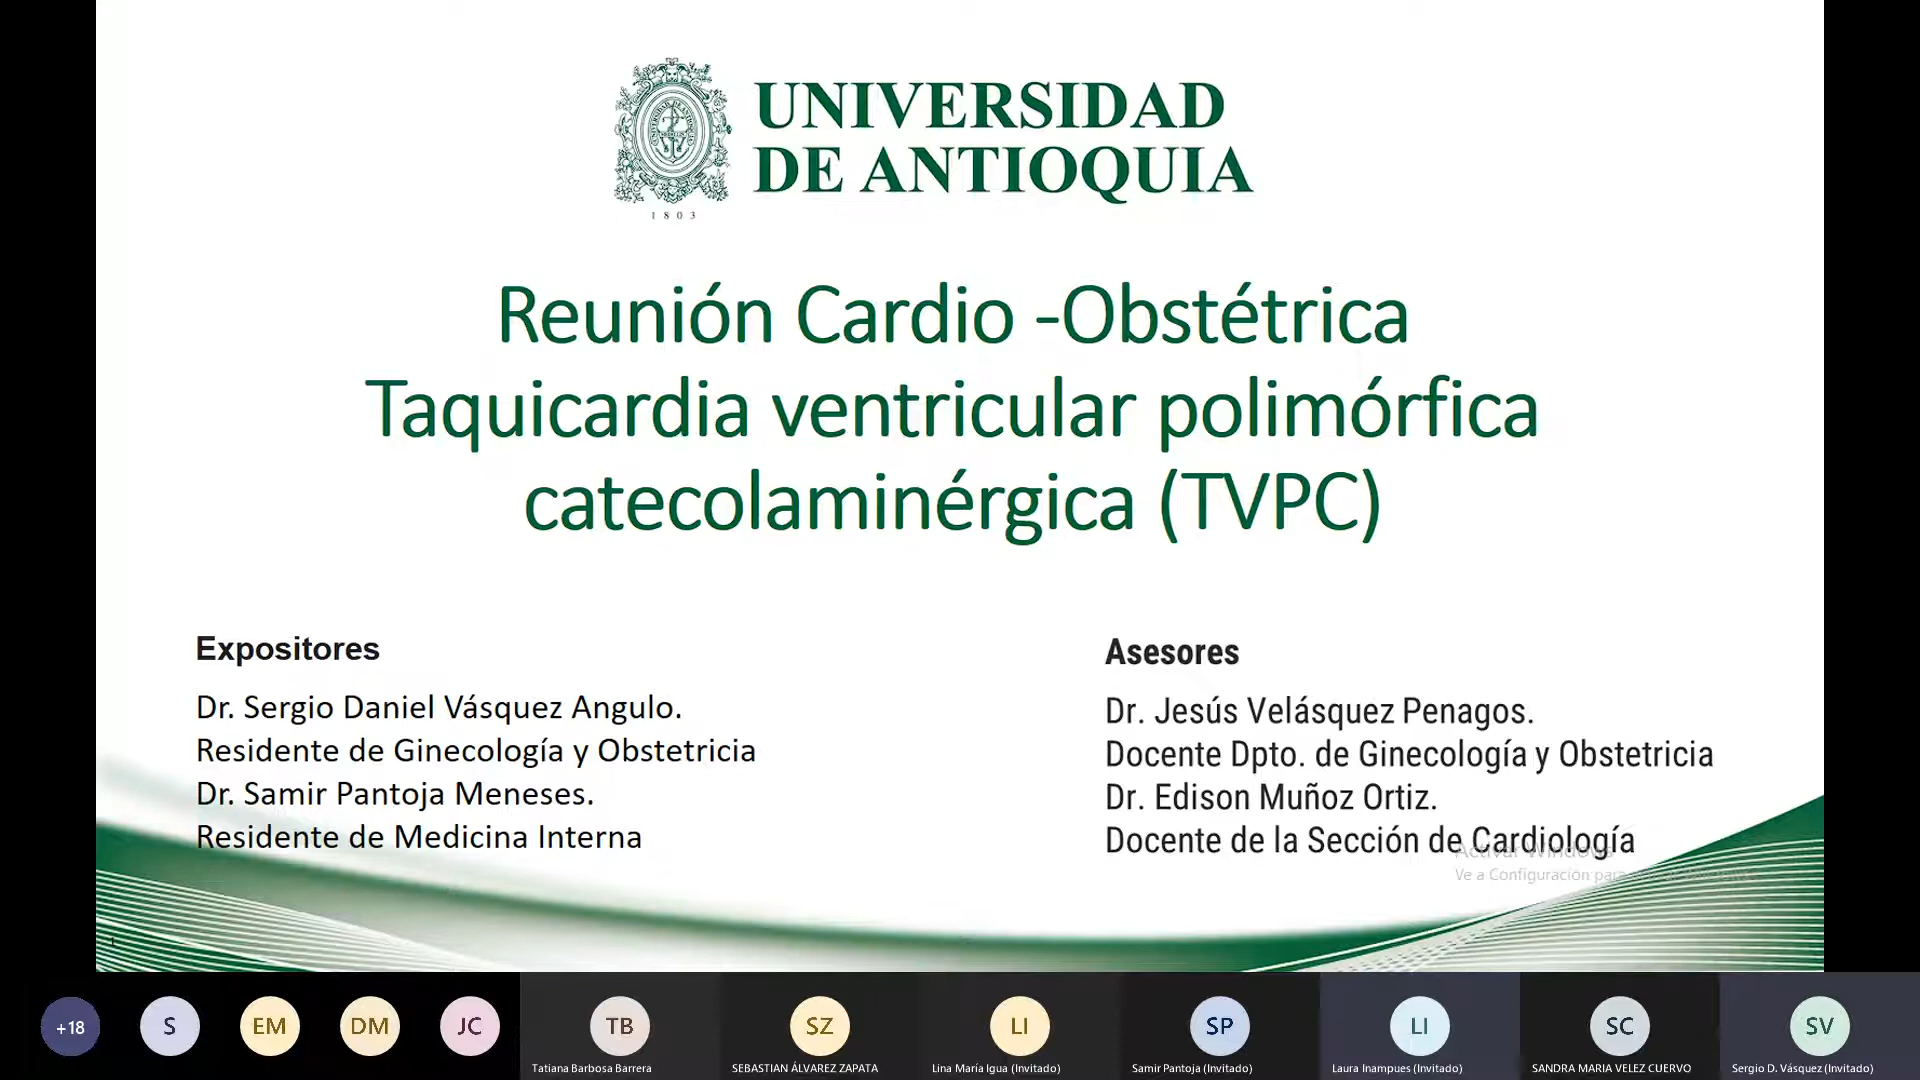 UNIVERSIDAD
DE ANTIOQUIA
1803
Reunión Cardio -Obstétrica
Taquicardia ventricular polimórfica
catecolaminérgica (TVPC)
Expositores
Dr. Sergio Daniel Vásquez Angulo.
Residente de Ginecología y Obstetricia
Dr. Samir Pantoja Meneses.
Residente de Medicina Interna
Asesores
Dr. Jesús Velásquez Penagos.
Docente Dpto. de Ginecología y Obstetricia
Dr. Edison Muñoz Ortiz.
Docente de la Sección de Cardiología
Activar Windows
Ve a Configuración para
+18
S
EM
DM
JC
TB
SZ
LI
SP
LI
SC
SV
Tatiana Barbosa Barrera
SEBASTIAN ÁLVAREZ ZAPATA
Lina María Igua (Invitado)
Samir Pantoja (Invitado)
Laura Inampues (Invitado)
SANDRA MARIA VELEZ CUERVO
Sergio D. Vásquez (Invitado)